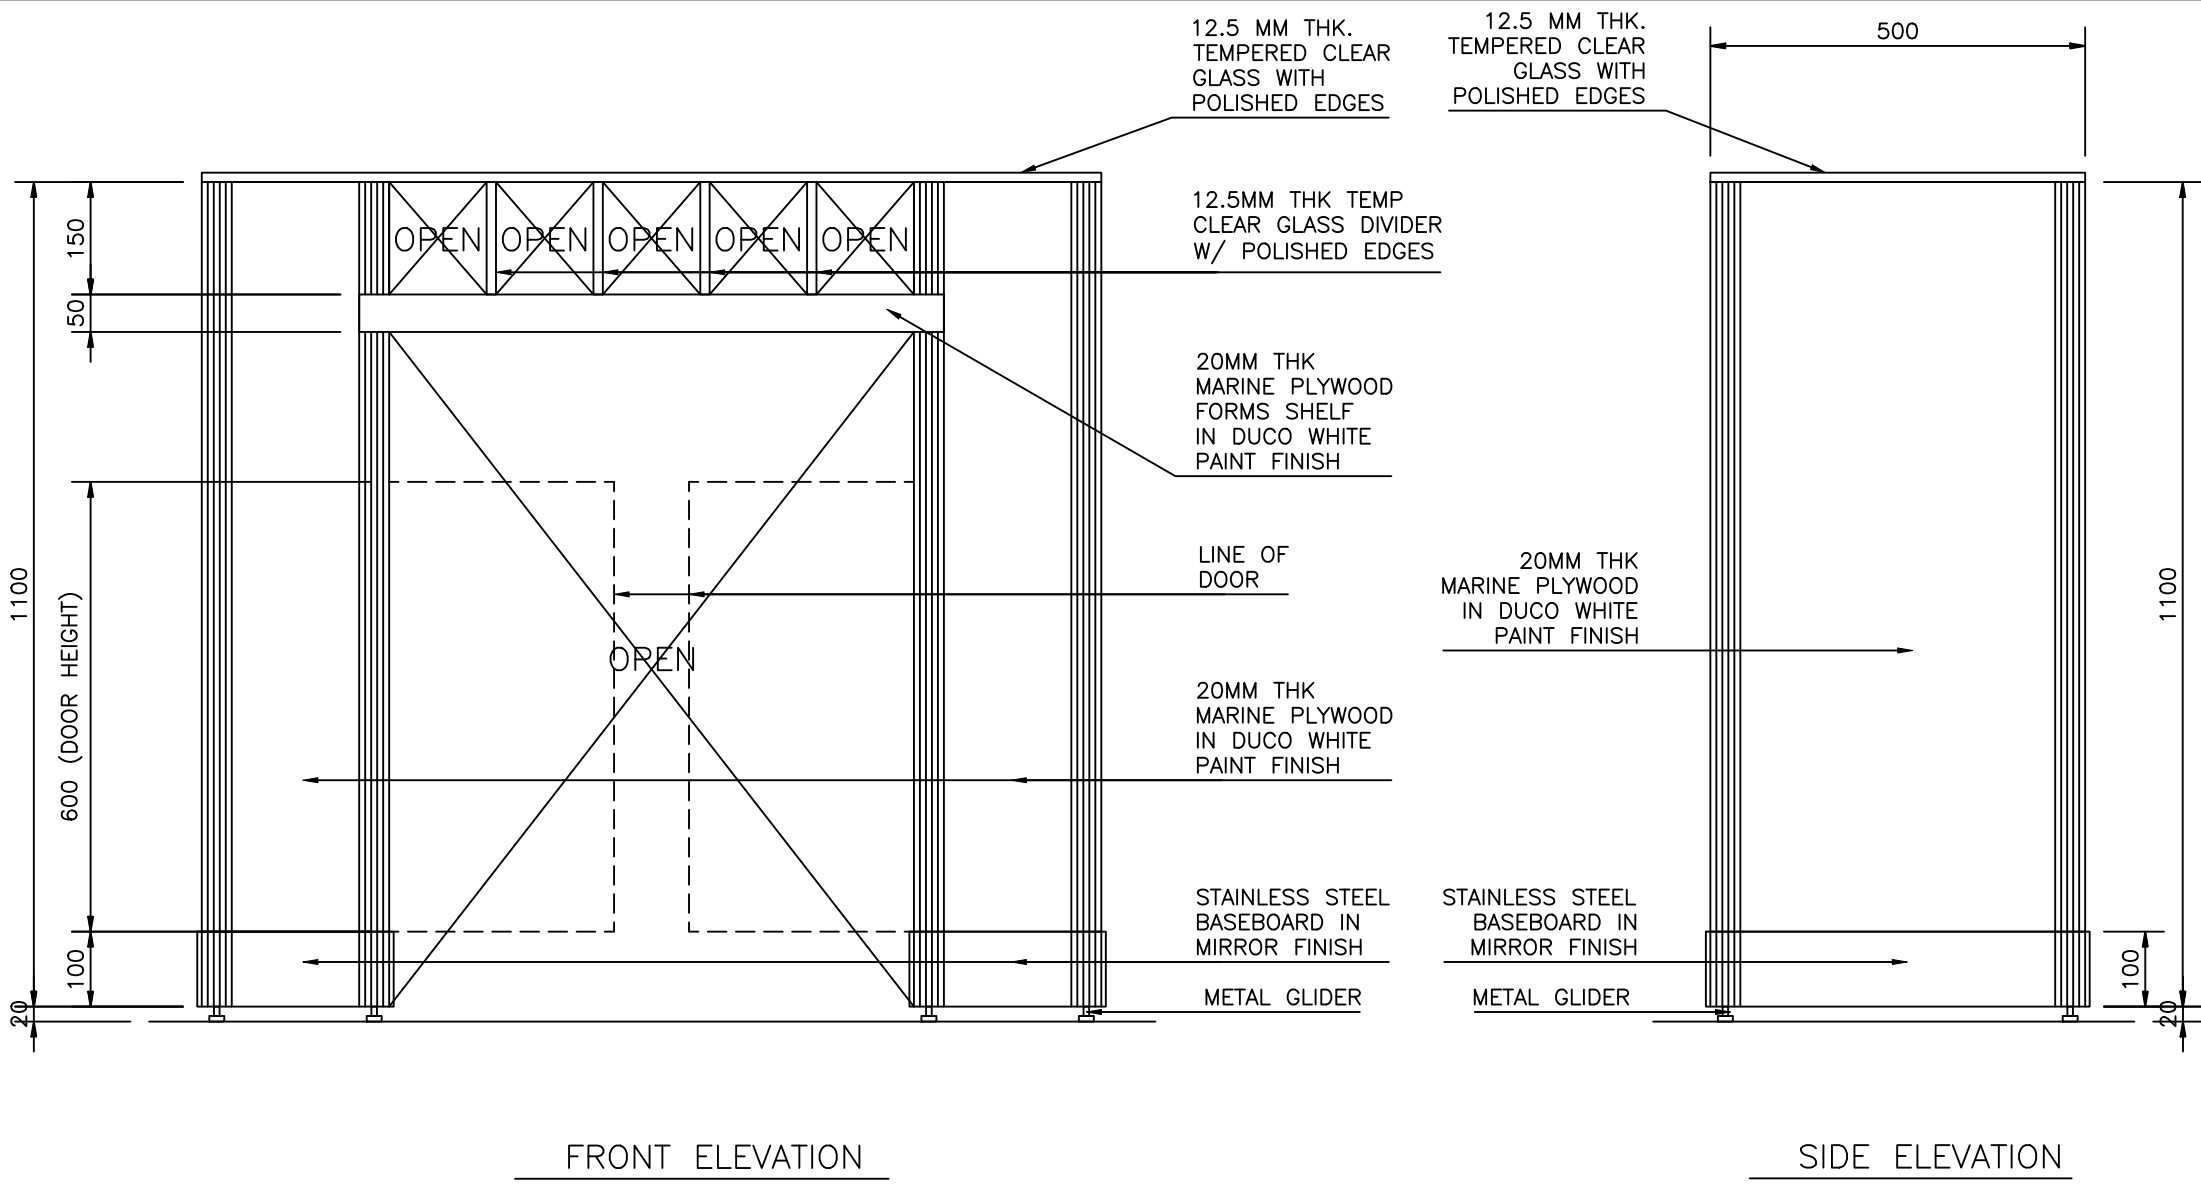 12.5 MM THK.
TEMPERED CLEAR
GLASS WITH
POLISHED EDGES
12.5 MM THK.
TEMPERED CLEAR
GLASS WITH
POLISHED EDGES
500
12.5MM THK TEMP
CLEAR GLASS DIVIDER
W/ POLISHED EDGES
OPEN OPEN OPEN OPEN OPEN
150
50
20MM THK
MARINE PLYWOOD
FORMS SHELF
IN DUCO WHITE
PAINT FINISH
LINE OF
DOOR
20MM THK
MARINE PLYWOOD
IN DUCO WHITE
PAINT FINISH
1100
600 (DOOR HEIGHT)
1100
OPEN
20MM THK
MARINE PLYWOOD
IN DUCO WHITE
PAINT FINISH
STAINLESS STEEL
BASEBOARD IN
MIRROR FINISH
STAINLESS STEEL
BASEBOARD IN
MIRROR FINISH
100
100
METAL GLIDER
METAL GLIDER
20
20
FRONT ELEVATION
SIDE ELEVATION